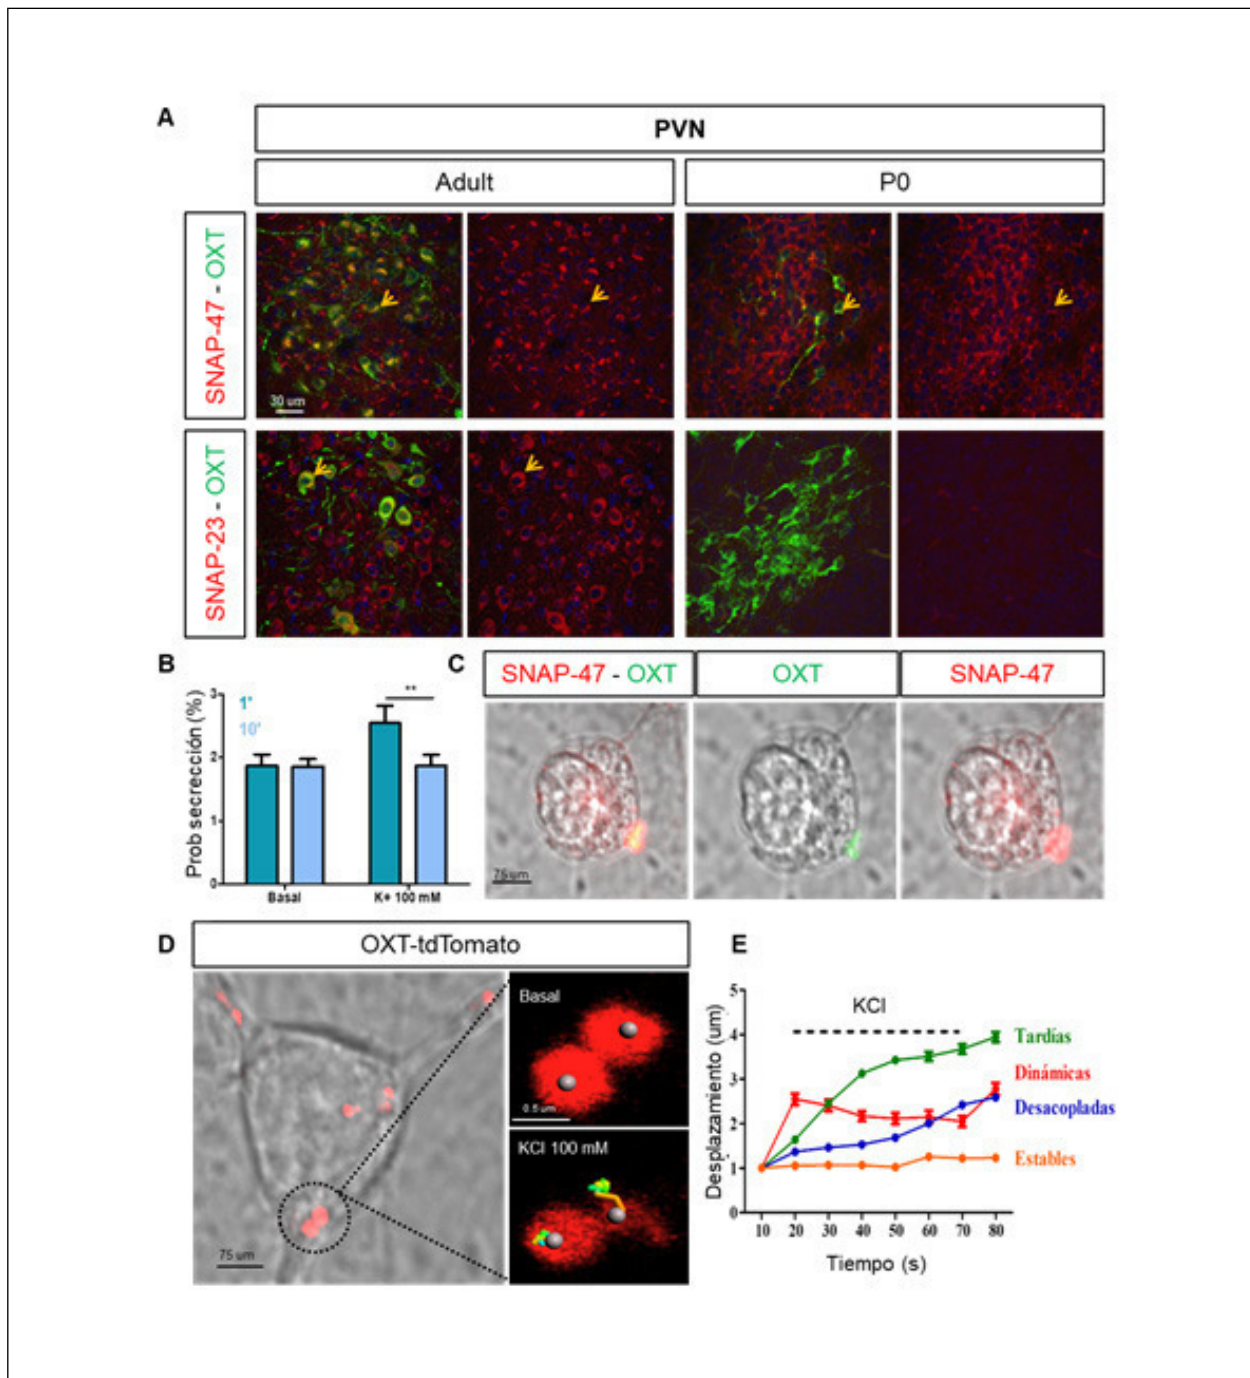 A
PVN
Adult
P0
SNAP-47 - OXT
30 um
SNAP-23 - OXT
B
Prob secrección (%)
3
2
1
0
1'
10'
**
Basal
K+ 100 mM
C
SNAP-47 - OXT
OXT
SNAP-47
75 um
D
OXT-tdTomato
75 um
Basal
0.5 um
KCl 100 mM
E
Desplazamiento (um)
5
4
3
2
1
0
KCl
Tardías
Dinámicas
Desacopladas
Estables
10 20 30 40 50 60 70 80
Tiempo (s)